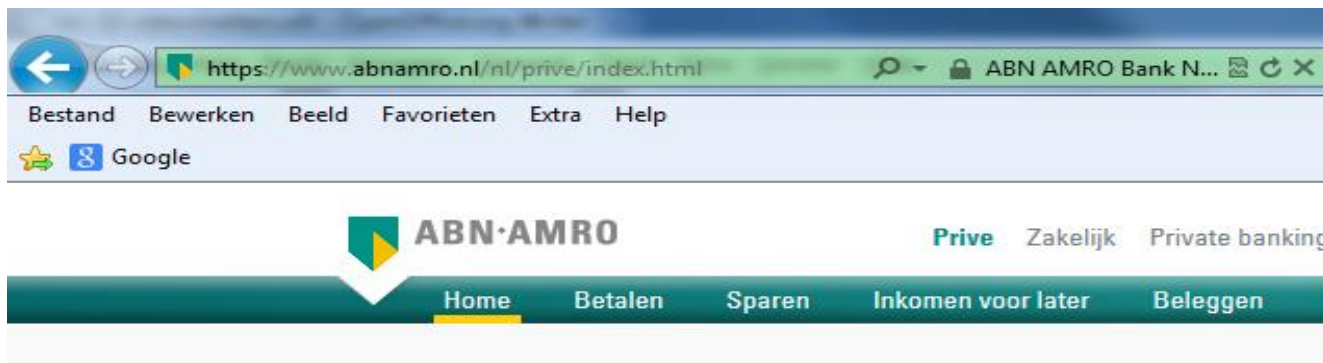 https://www.abnamro.nl/nl/prive/index.html ABN AMRO Bank N...
Bestand Bewerken Beeld Favorieten Extra Help
Google
ABN·AMRO
Prive Zakelijk Private banking
Home Betalen Sparen Inkomen voor later Beleggen